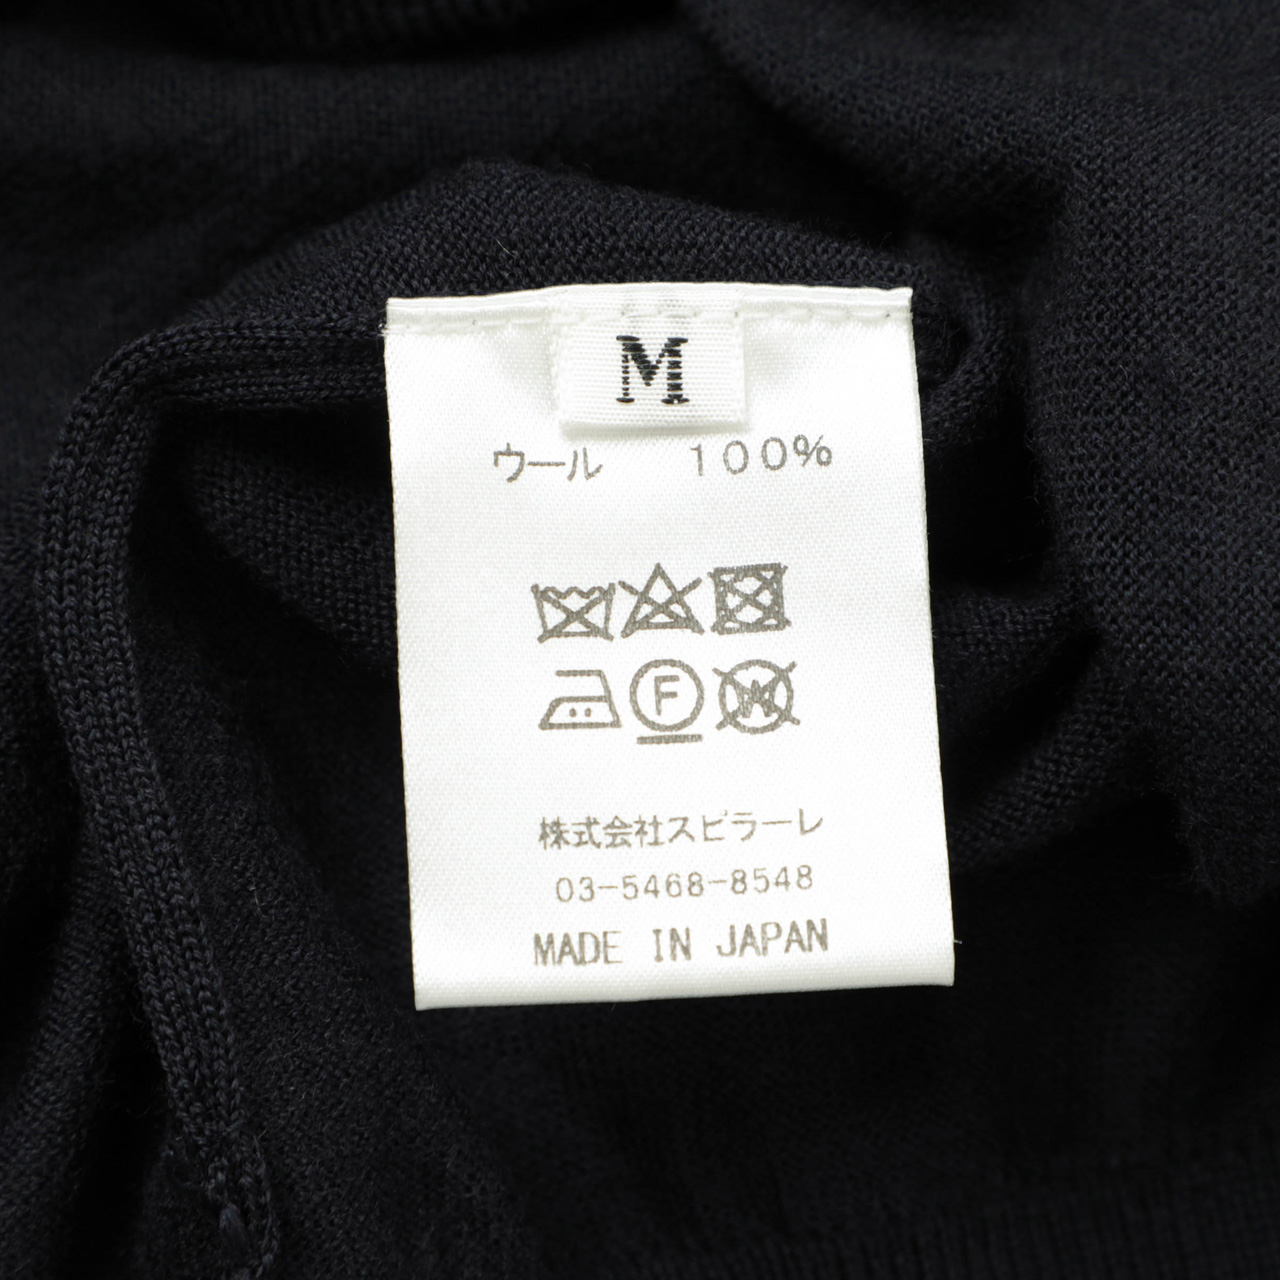 M
ウール 100%
F
W
株式会社スピラーレ
03-5468-8548
MADE IN JAPAN